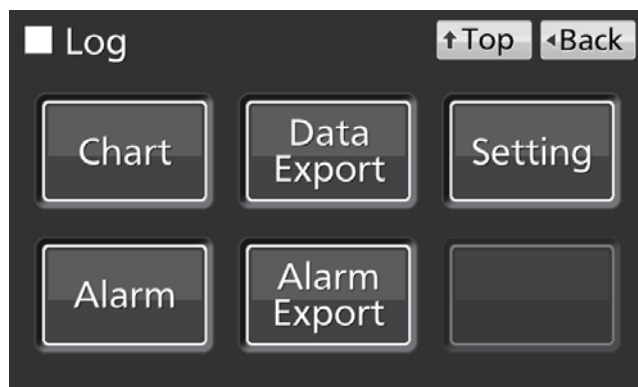 Log
Top
Back
Chart
Data
Export
Setting
Alarm
Alarm
Export